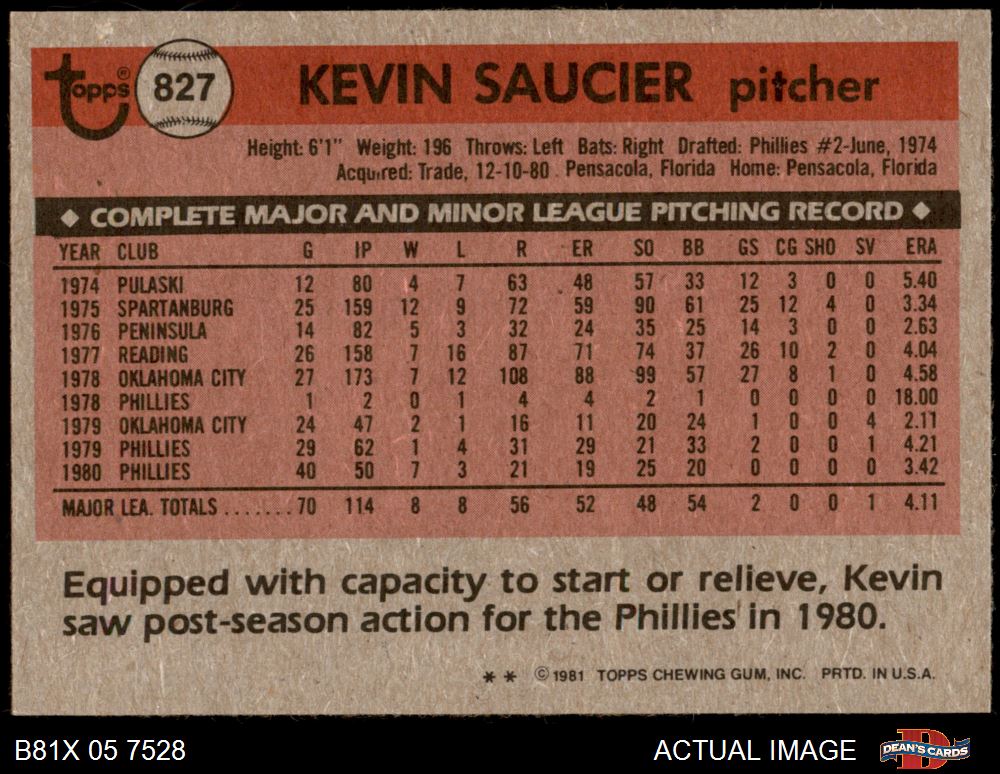 topps® 827 KEVIN SAUCIER pitcher
Height: 6'1" Weight: 196 Throws: Left Bats: Right Drafted: Phillies #2-June, 1974
Acquired: Trade, 12-10-80 Pensacola, Florida Home: Pensacola, Florida
◆ COMPLETE MAJOR AND MINOR LEAGUE PITCHING RECORD ◆
YEAR CLUB G IP W L R ER SO BB GS CG SHO SV ERA
1974 PULASKI 12 80 4 7 63 48 57 33 12 3 0 0 5.40
1975 SPARTANBURG 25 159 12 9 72 59 90 61 25 12 4 0 3.34
1976 PENINSULA 14 82 5 3 32 24 35 25 14 3 0 0 2.63
1977 READING 26 158 7 16 87 71 74 37 26 10 2 0 4.04
1978 OKLAHOMA CITY 27 173 7 12 108 88 99 57 27 8 1 0 4.58
1978 PHILLIES 1 2 0 1 4 4 2 1 0 0 0 0 18.00
1979 OKLAHOMA CITY 24 47 2 1 16 11 20 24 1 0 0 4 2.11
1979 PHILLIES 29 62 1 4 31 29 21 33 2 0 0 1 4.21
1980 PHILLIES 40 50 7 3 21 19 25 20 0 0 0 0 3.42
MAJOR LEA. TOTALS .......70 114 8 8 56 52 48 54 2 0 0 1 4.11
Equipped with capacity to start or relieve, Kevin
saw post-season action for the Phillies in 1980.
** ©1981 TOPPS CHEWING GUM, INC. PRTD. IN U.S.A.
B81X 05 7528 ACTUAL IMAGE DEAN'S CARDS